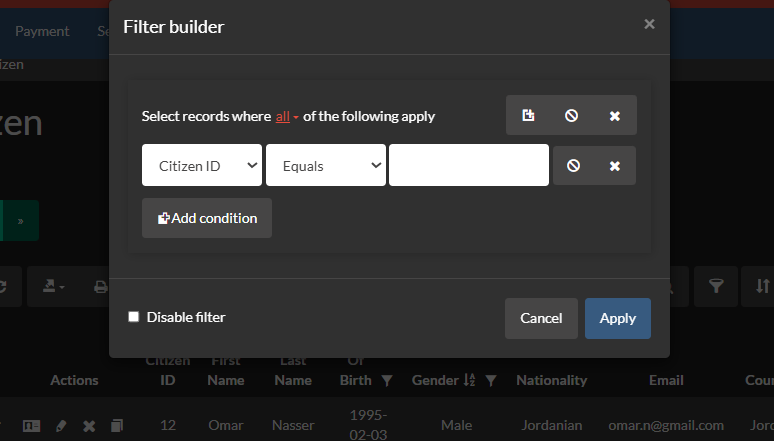 Filter builder
×
Payment
Se
izen
zen
Select records where all of the following apply
Citizen ID
Equals
Add condition
»
Disable filter
Cancel
Apply
Actions
Citizen ID
First Name
Last Name
Of Birth
Gender
Nationality
Email
Cou
12
Omar
Nasser
1995-02-03
Male
Jordanian
omar.n@gmail.com
Jord